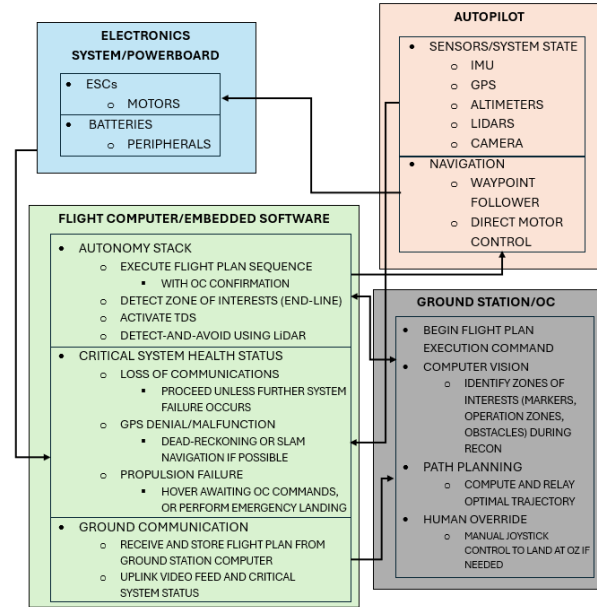 ELECTRONICS
SYSTEM/POWERBOARD
• ESCs
o MOTORS
• BATTERIES
o PERIPHERALS
AUTOPILOT
• SENSORS/SYSTEM STATE
o IMU
o GPS
o ALTIMETERS
o LIDARS
o CAMERA
• NAVIGATION
o WAYPOINT
FOLLOWER
o DIRECT MOTOR
CONTROL
FLIGHT COMPUTER/EMBEDDED SOFTWARE
• AUTONOMY STACK
o EXECUTE FLIGHT PLAN SEQUENCE
▪ WITH OC CONFIRMATION
o DETECT ZONE OF INTERESTS (END-LINE)
o ACTIVATE TDS
o DETECT-AND-AVOID USING LiDAR
• CRITICAL SYSTEM HEALTH STATUS
o LOSS OF COMMUNICATIONS
▪ PROCEED UNLESS FURTHER SYSTEM
FAILURE OCCURS
o GPS DENIAL/MALFUNCTION
▪ DEAD-RECKONING OR SLAM
NAVIGATION IF POSSIBLE
o PROPULSION FAILURE
▪ HOVER AWAITING OC COMMANDS,
OR PERFORM EMERGENCY LANDING
• GROUND COMMUNICATION
o RECEIVE AND STORE FLIGHT PLAN FROM
GROUND STATION COMPUTER
o UPLINK VIDEO FEED AND CRITICAL
SYSTEM STATUS
GROUND STATION/OC
• BEGIN FLIGHT PLAN
EXECUTION COMMAND
• COMPUTER VISION
o IDENTIFY ZONES OF
INTERESTS (MARKERS,
OPERATION ZONES,
OBSTACLES) DURING
RECON
• PATH PLANNING
o COMPUTE AND RELAY
OPTIMAL TRAJECTORY
• HUMAN OVERRIDE
o MANUAL JOYSTICK
CONTROL TO LAND AT OZ IF
NEEDED